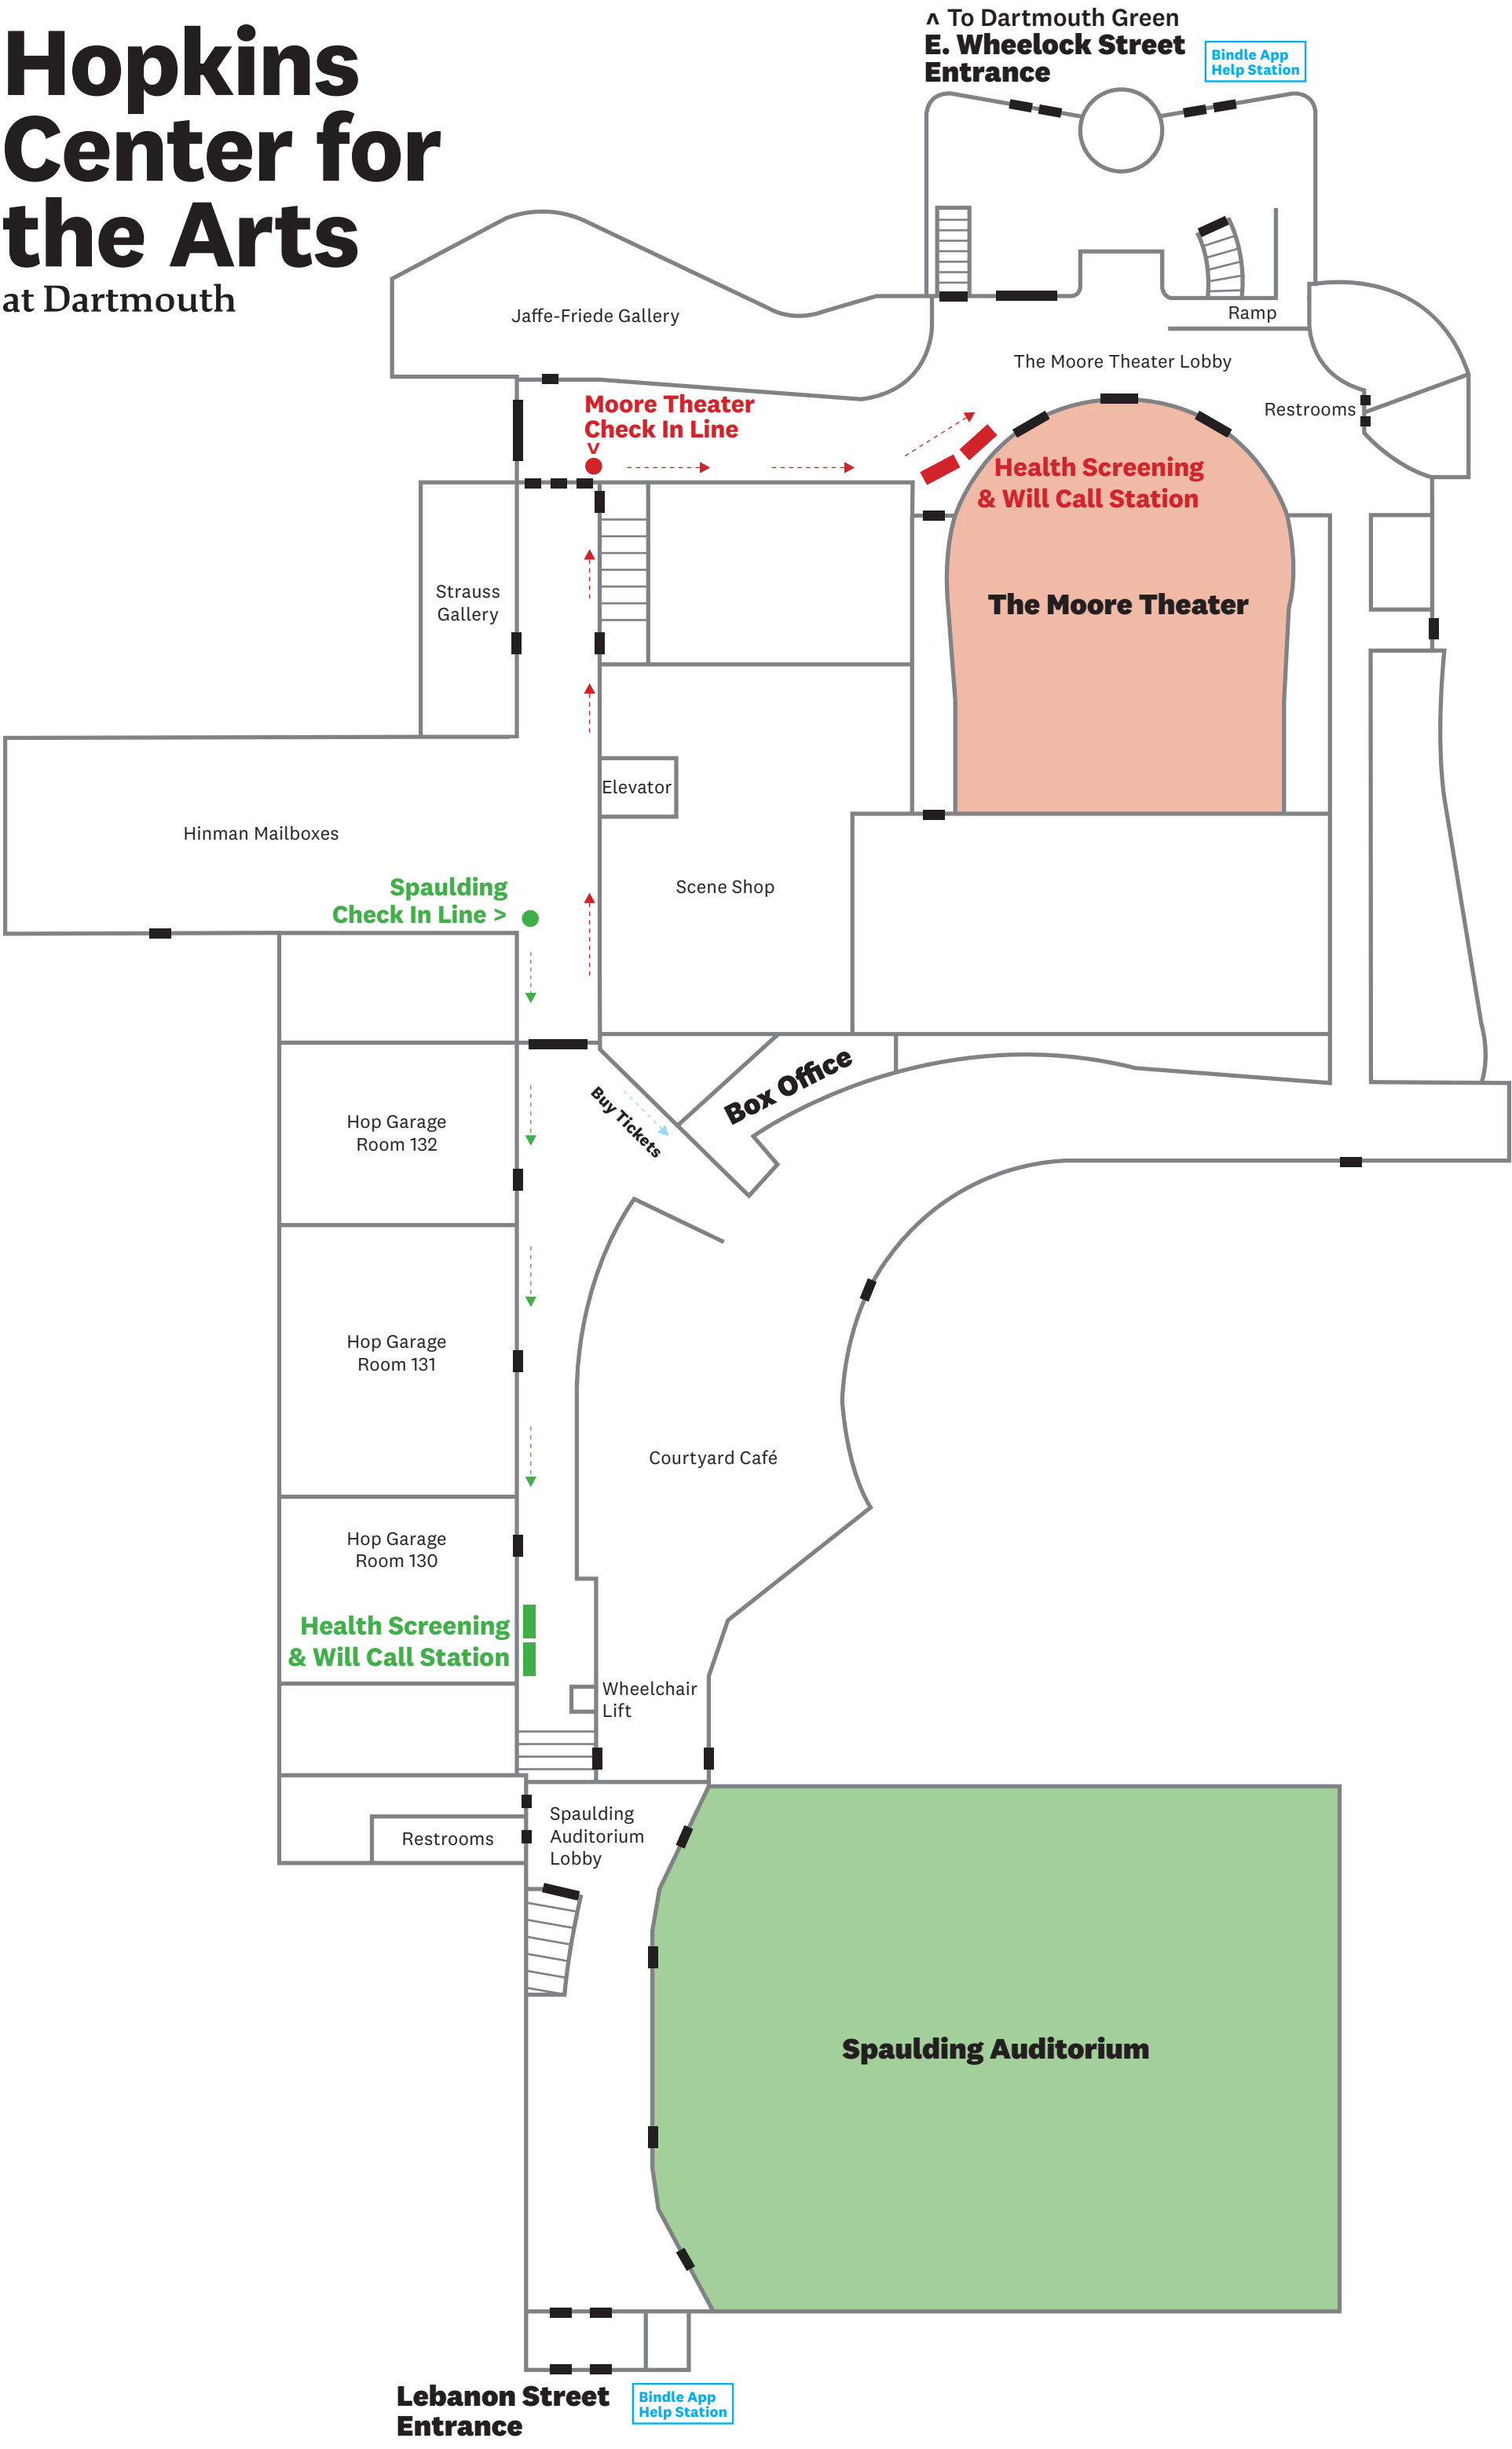 Hopkins
Center for
the Arts
at Dartmouth
^ To Dartmouth Green
E. Wheelock Street
Entrance
Bindle App
Help Station
Jaffe-Friede Gallery
Ramp
The Moore Theater Lobby
Restrooms
Moore Theater
Check In Line
v
Health Screening
& Will Call Station
Strauss
Gallery
The Moore Theater
Elevator
Hinman Mailboxes
Scene Shop
Spaulding
Check In Line >
Box Office
Buy Tickets
Hop Garage
Room 132
Hop Garage
Room 131
Courtyard Café
Hop Garage
Room 130
Health Screening
& Will Call Station
Wheelchair
Lift
Spaulding
Auditorium
Lobby
Restrooms
Spaulding Auditorium
Lebanon Street
Entrance
Bindle App
Help Station